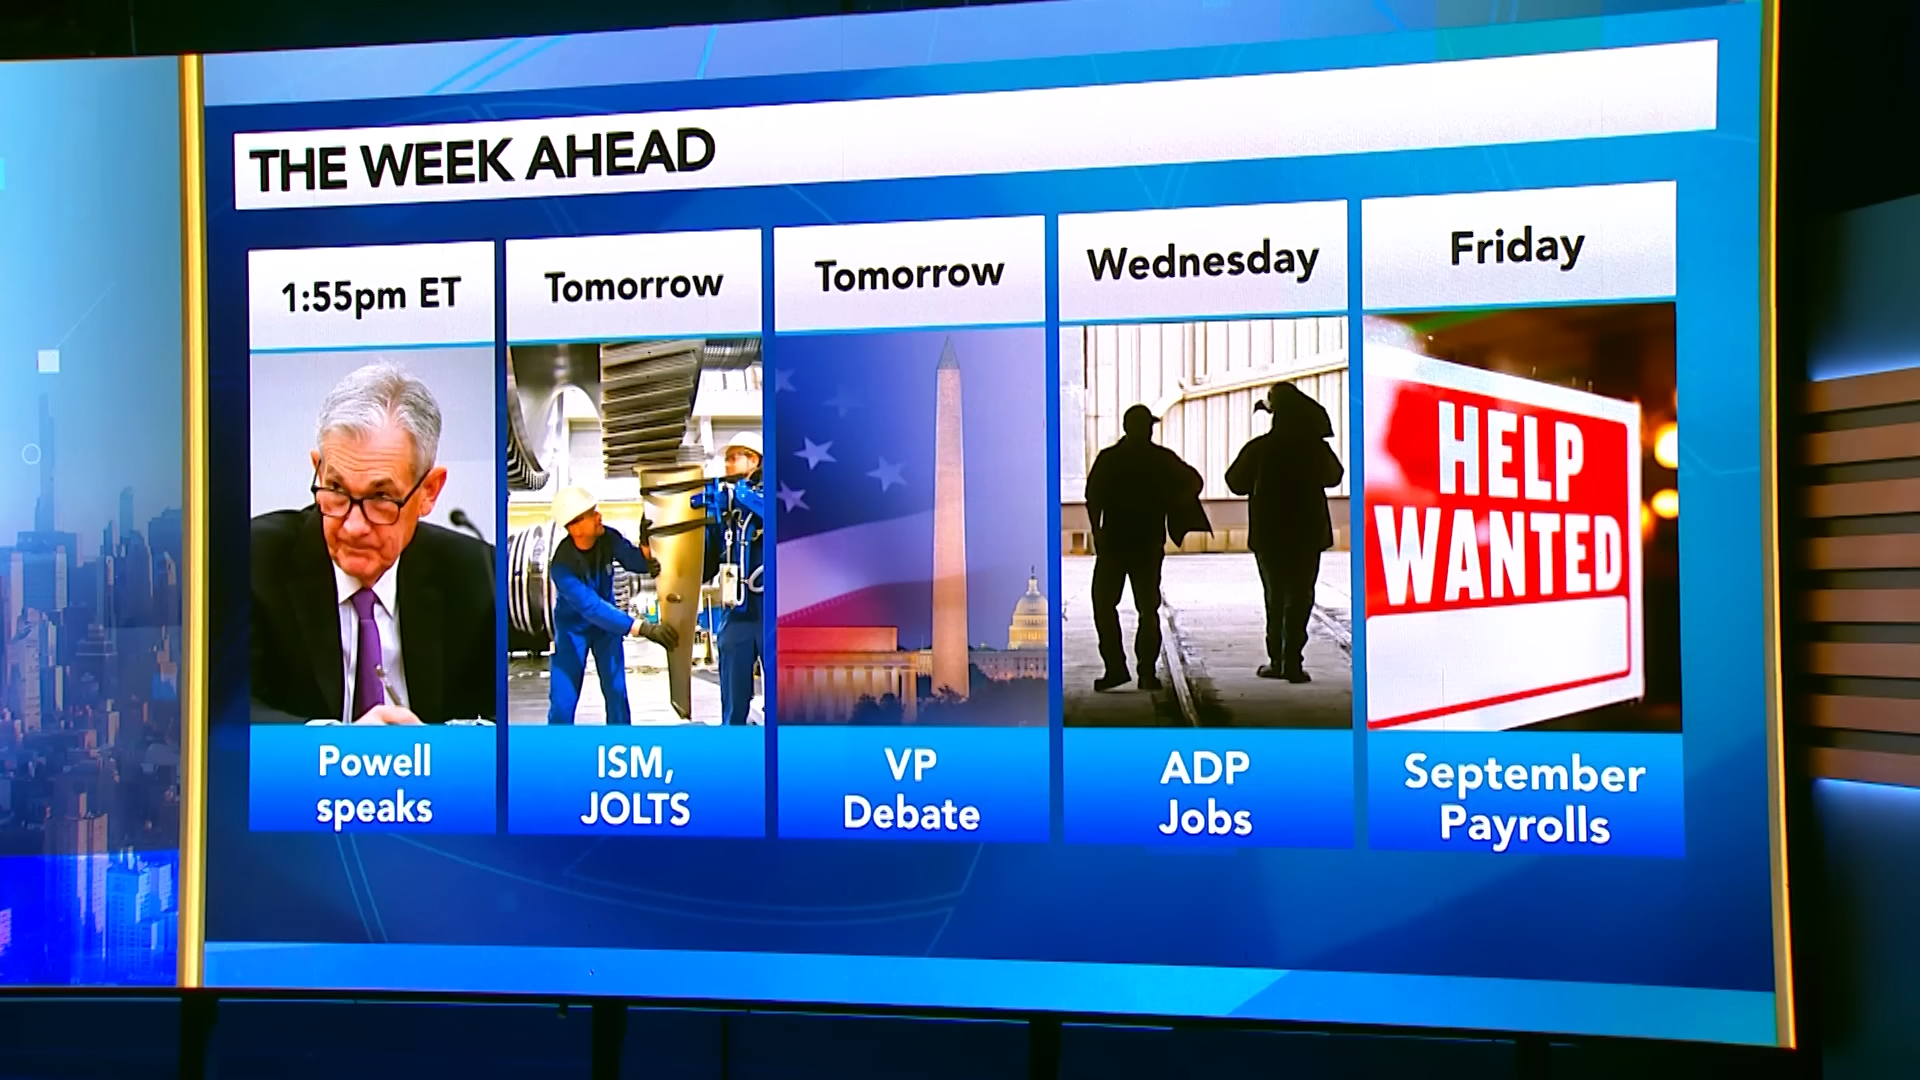 THE WEEK AHEAD
1:55pm ET
Powell
speaks
Tomorrow
ISM,
JOLTS
Tomorrow
VP
Debate
Wednesday
ADP
Jobs
Friday
HELP
WANTED
September
Payrolls